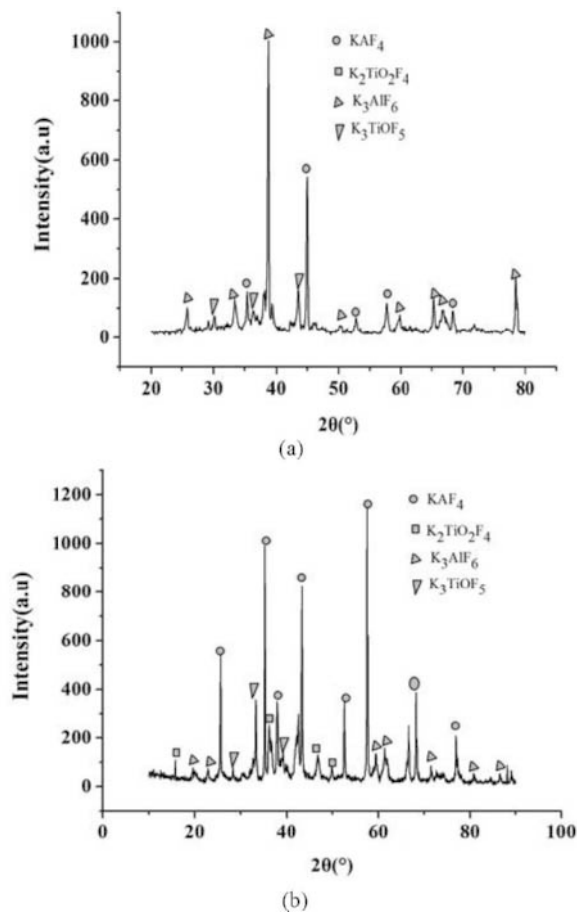 1000
800
600
400
200
0
Intensity(a.u)
KAF₄
K₂TiO₂F₄
K₃AlF₆
K₃TiOF₅
20 30 40 50 60 70 80
2θ(°)
(a)
1200
1000
800
600
400
200
0
Intensity(a.u)
KAF₄
K₂TiO₂F₄
K₃AlF₆
K₃TiOF₅
0 20 40 60 80 100
2θ(°)
(b)